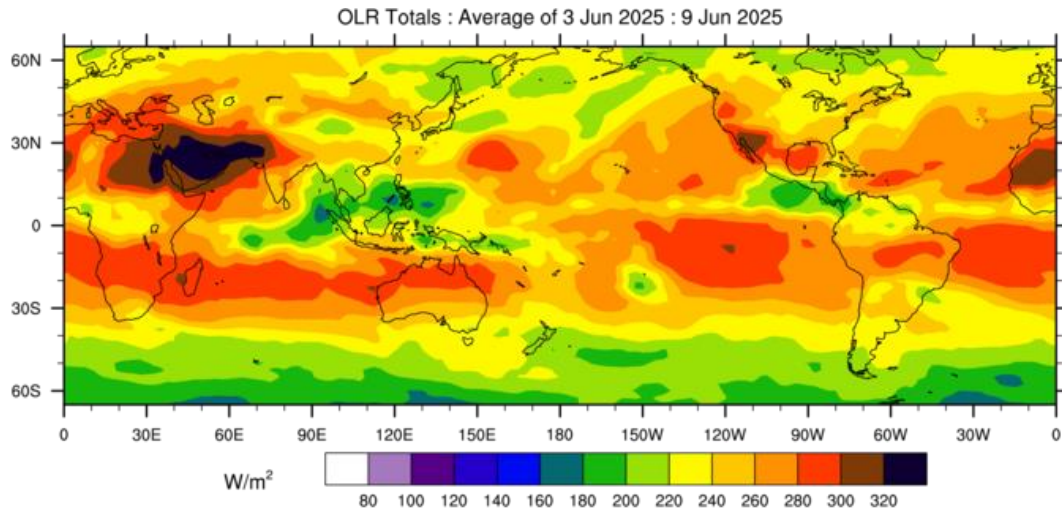 OLR Totals : Average of 3 Jun 2025 : 9 Jun 2025
60N
30N
0
30S
60S
0 30E 60E 90E 120E 150E 180 150W 120W 90W 60W 30W 0
W/m²
80 100 120 140 160 180 200 220 240 260 280 300 320